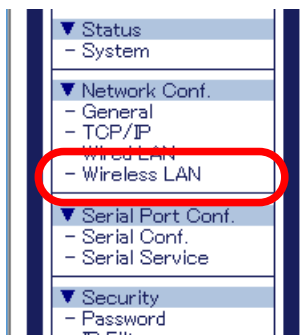 ▼ Status
- System
▼ Network Conf.
- General
- TCP/IP
- Wired LAN
- Wireless LAN
▼ Serial Port Conf.
- Serial Conf.
- Serial Service
▼ Security
- Password